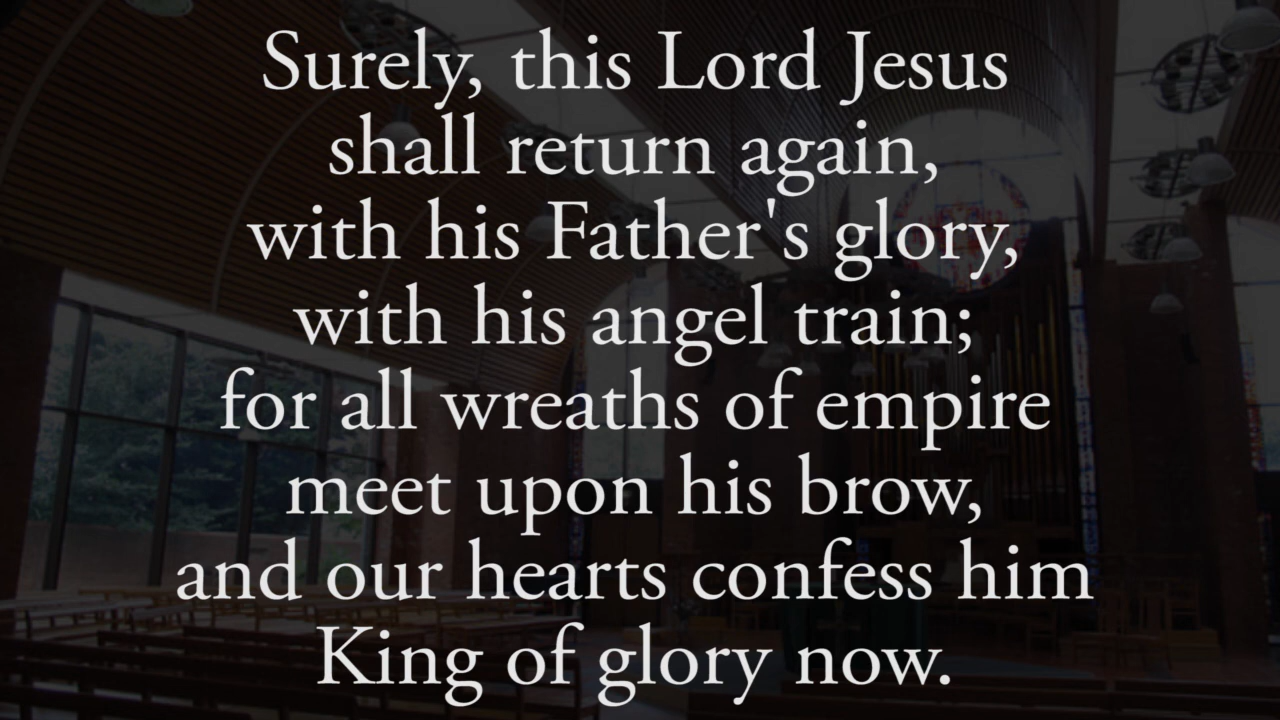 Surely, this Lord Jesus
shall return again,
with his Father's glory,
with his angel train;
for all wreaths of empire
meet upon his brow,
and our hearts confess him
King of glory now.